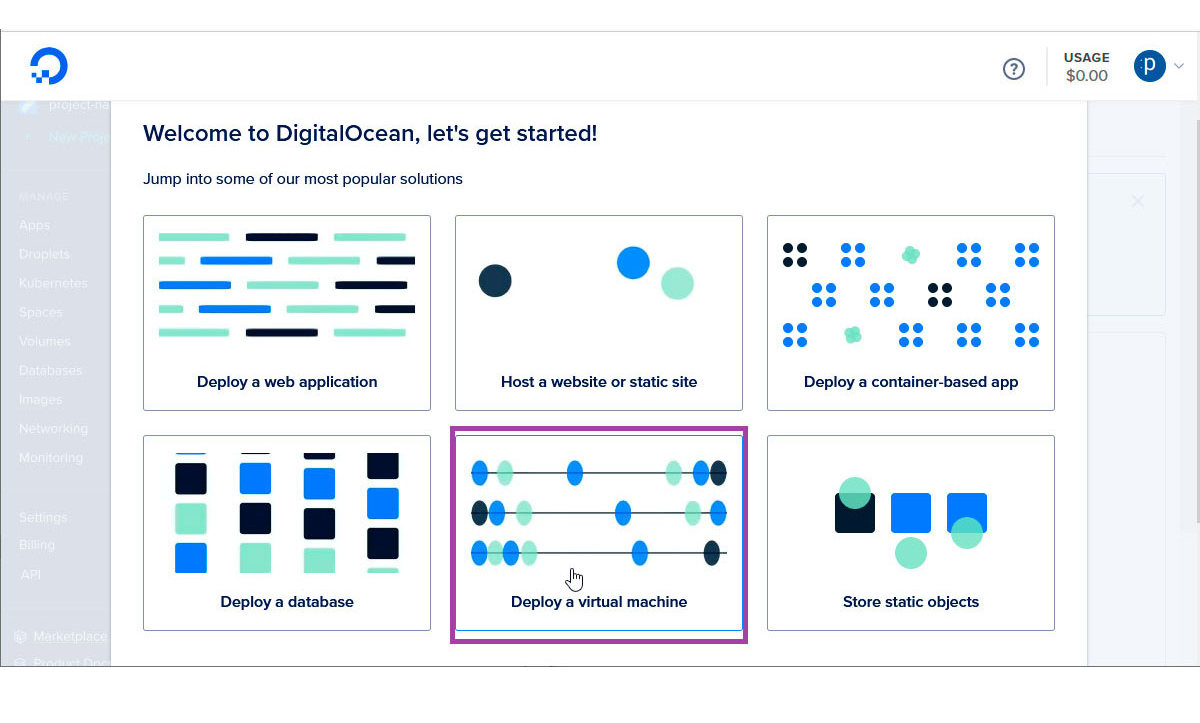 USAGE
$0.00
p
project-na
+ New Proje
Welcome to DigitalOcean, let's get started!
Jump into some of our most popular solutions
MANAGE
Apps
Droplets
Kubernetes
Spaces
Volumes
Databases
Images
Networking
Monitoring
Settings
Billing
API
Marketplace
Product Docs
Deploy a web application
Host a website or static site
Deploy a container-based app
Deploy a database
Deploy a virtual machine
Store static objects